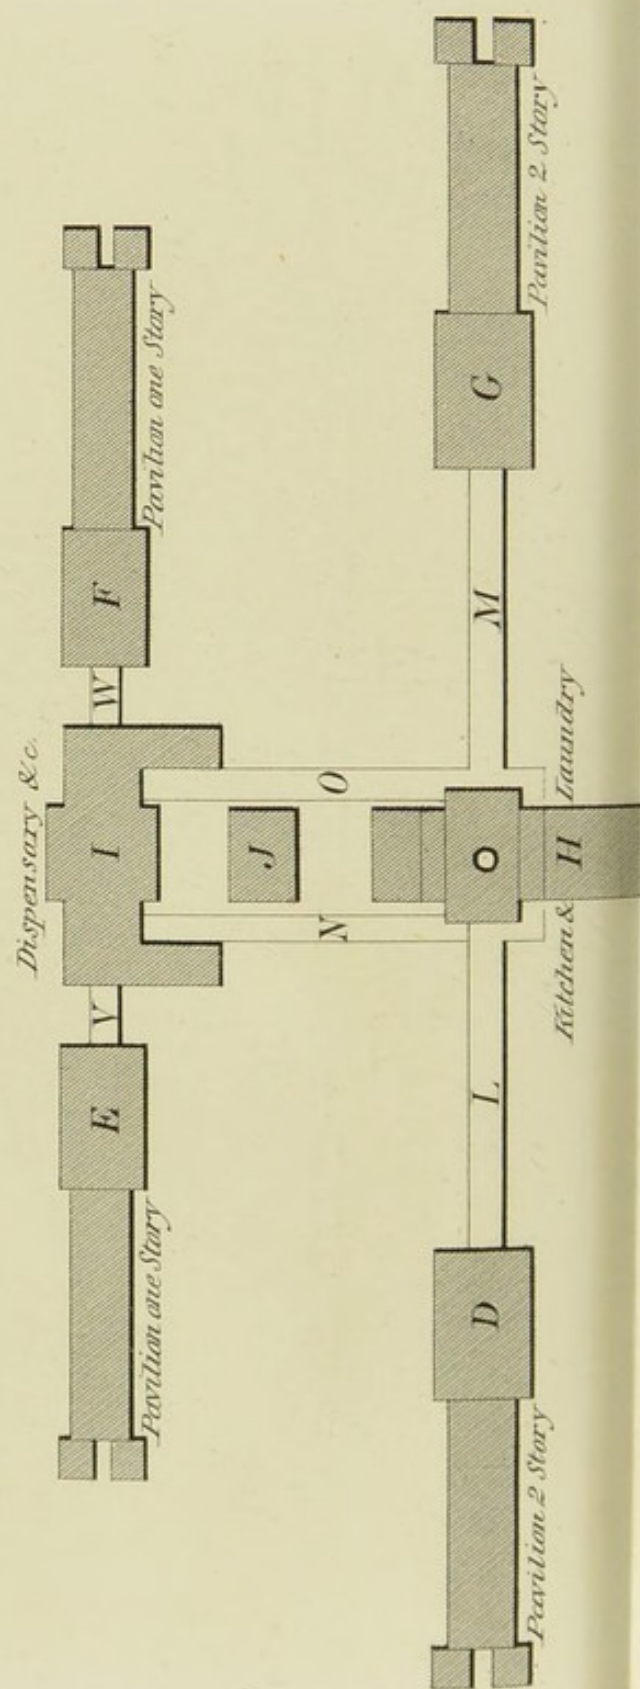 Dispensary &c.
E V I W F
Pavilion one Story
Pavilion one Story
J
N O
D L M G
Pavilion 2 Story
H
Kitchen & Laundry
Pavilion 2 Story